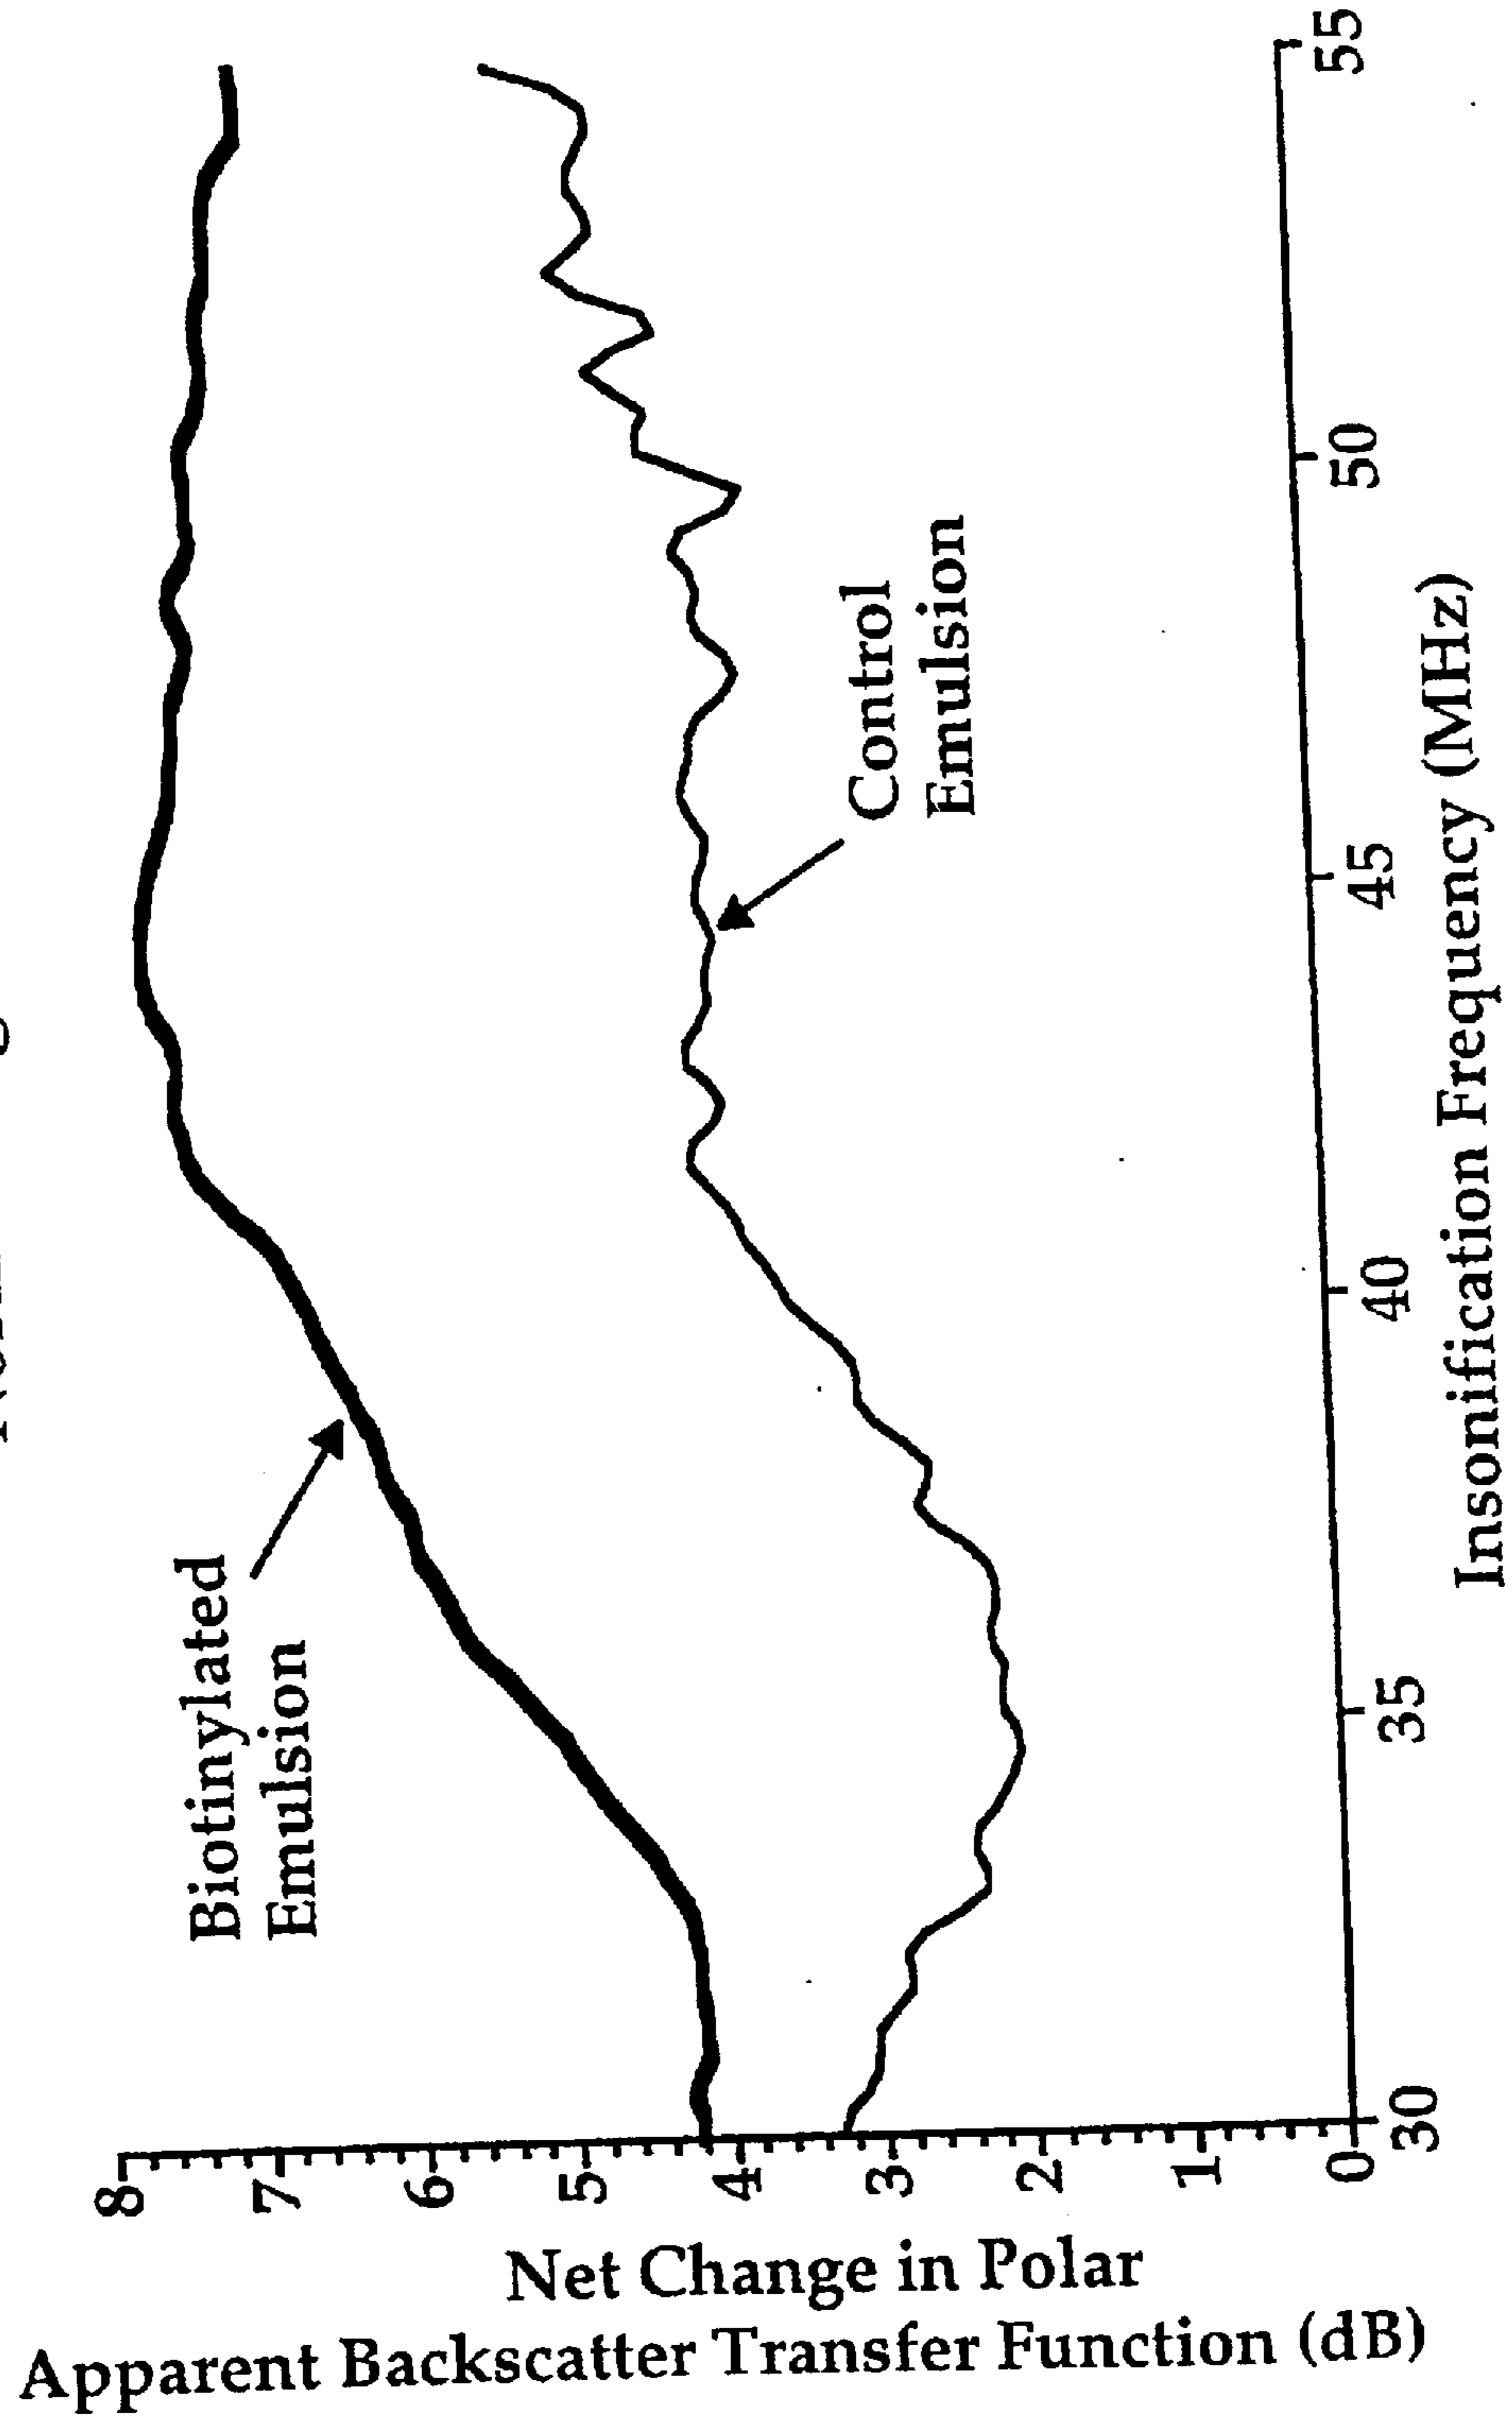 Net Change in Polar
Apparent Backscatter Transfer Function (dB)
8
7
6
5
4
3
2
1
0
Biotinylated
Emulsion
Control
Emulsion
30
35
40
45
50
55
Insonification Frequency (MHz)